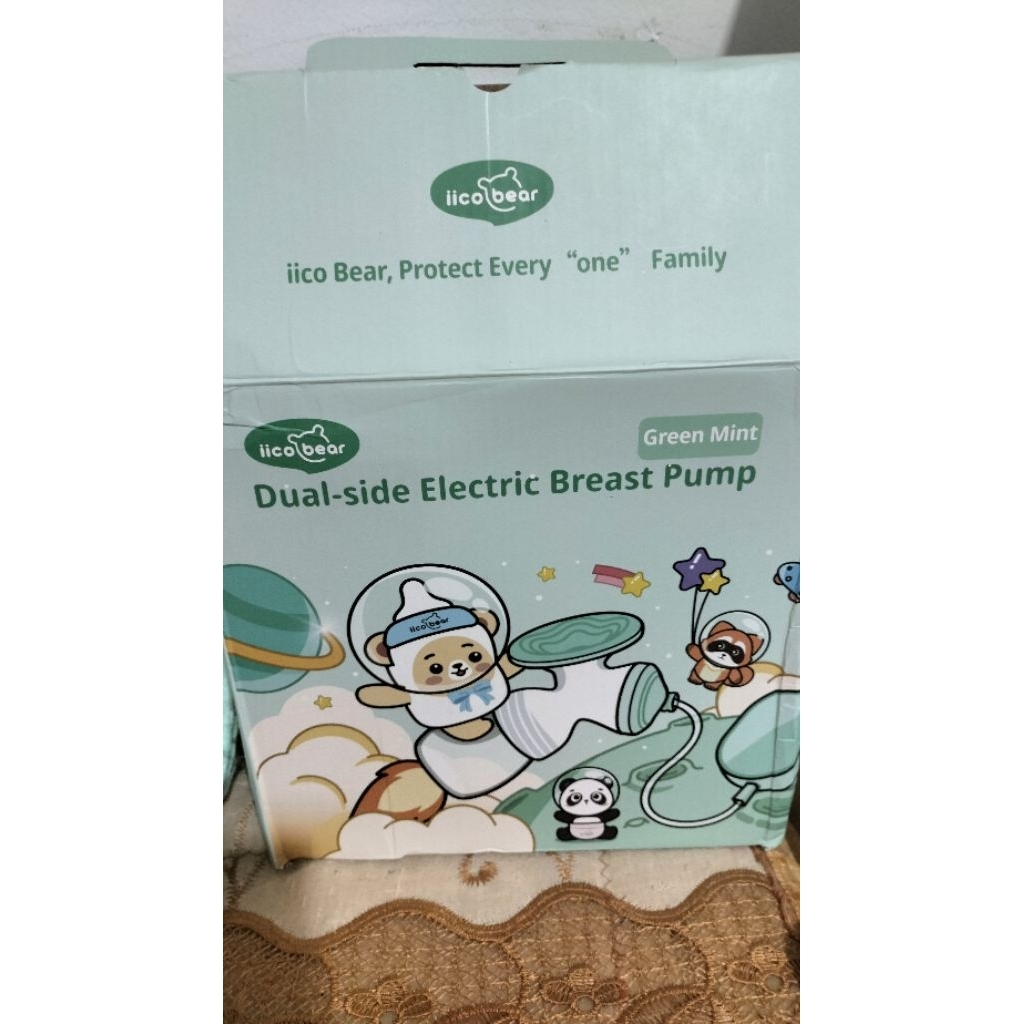 iico bear
iico Bear, Protect Every “one” Family
iico bear
Green Mint
Dual-side Electric Breast Pump
iico bear